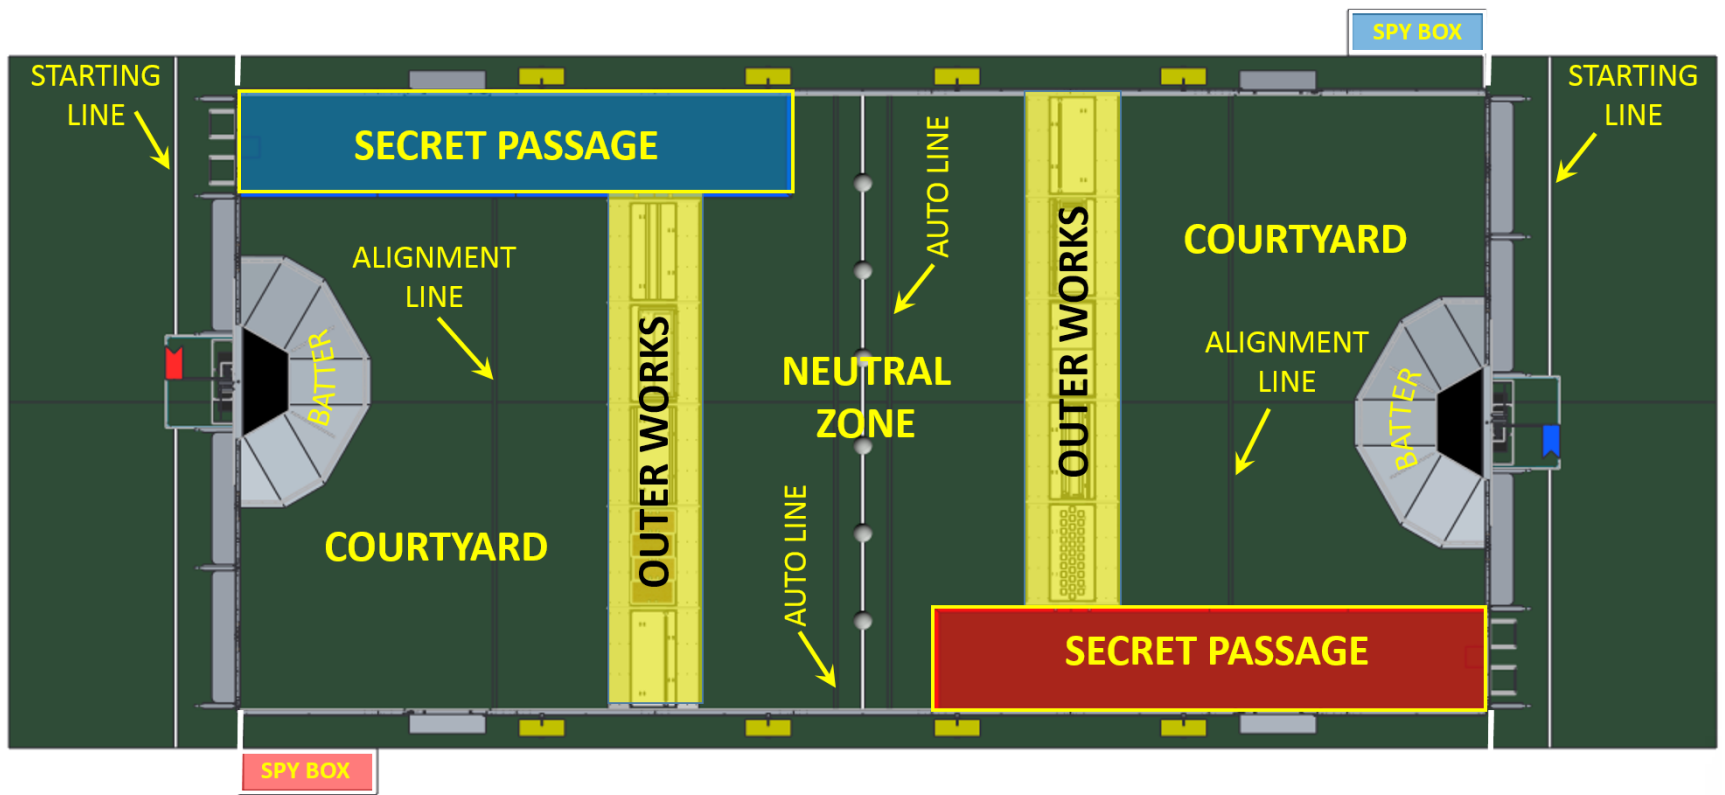 SPY BOX
STARTING
LINE
STARTING
LINE
SECRET PASSAGE
AUTO LINE
OUTER WORKS
COURTYARD
ALIGNMENT
LINE
OUTER WORKS
BATTER
NEUTRAL
ZONE
ALIGNMENT
LINE
BATTER
COURTYARD
AUTO LINE
SECRET PASSAGE
SPY BOX